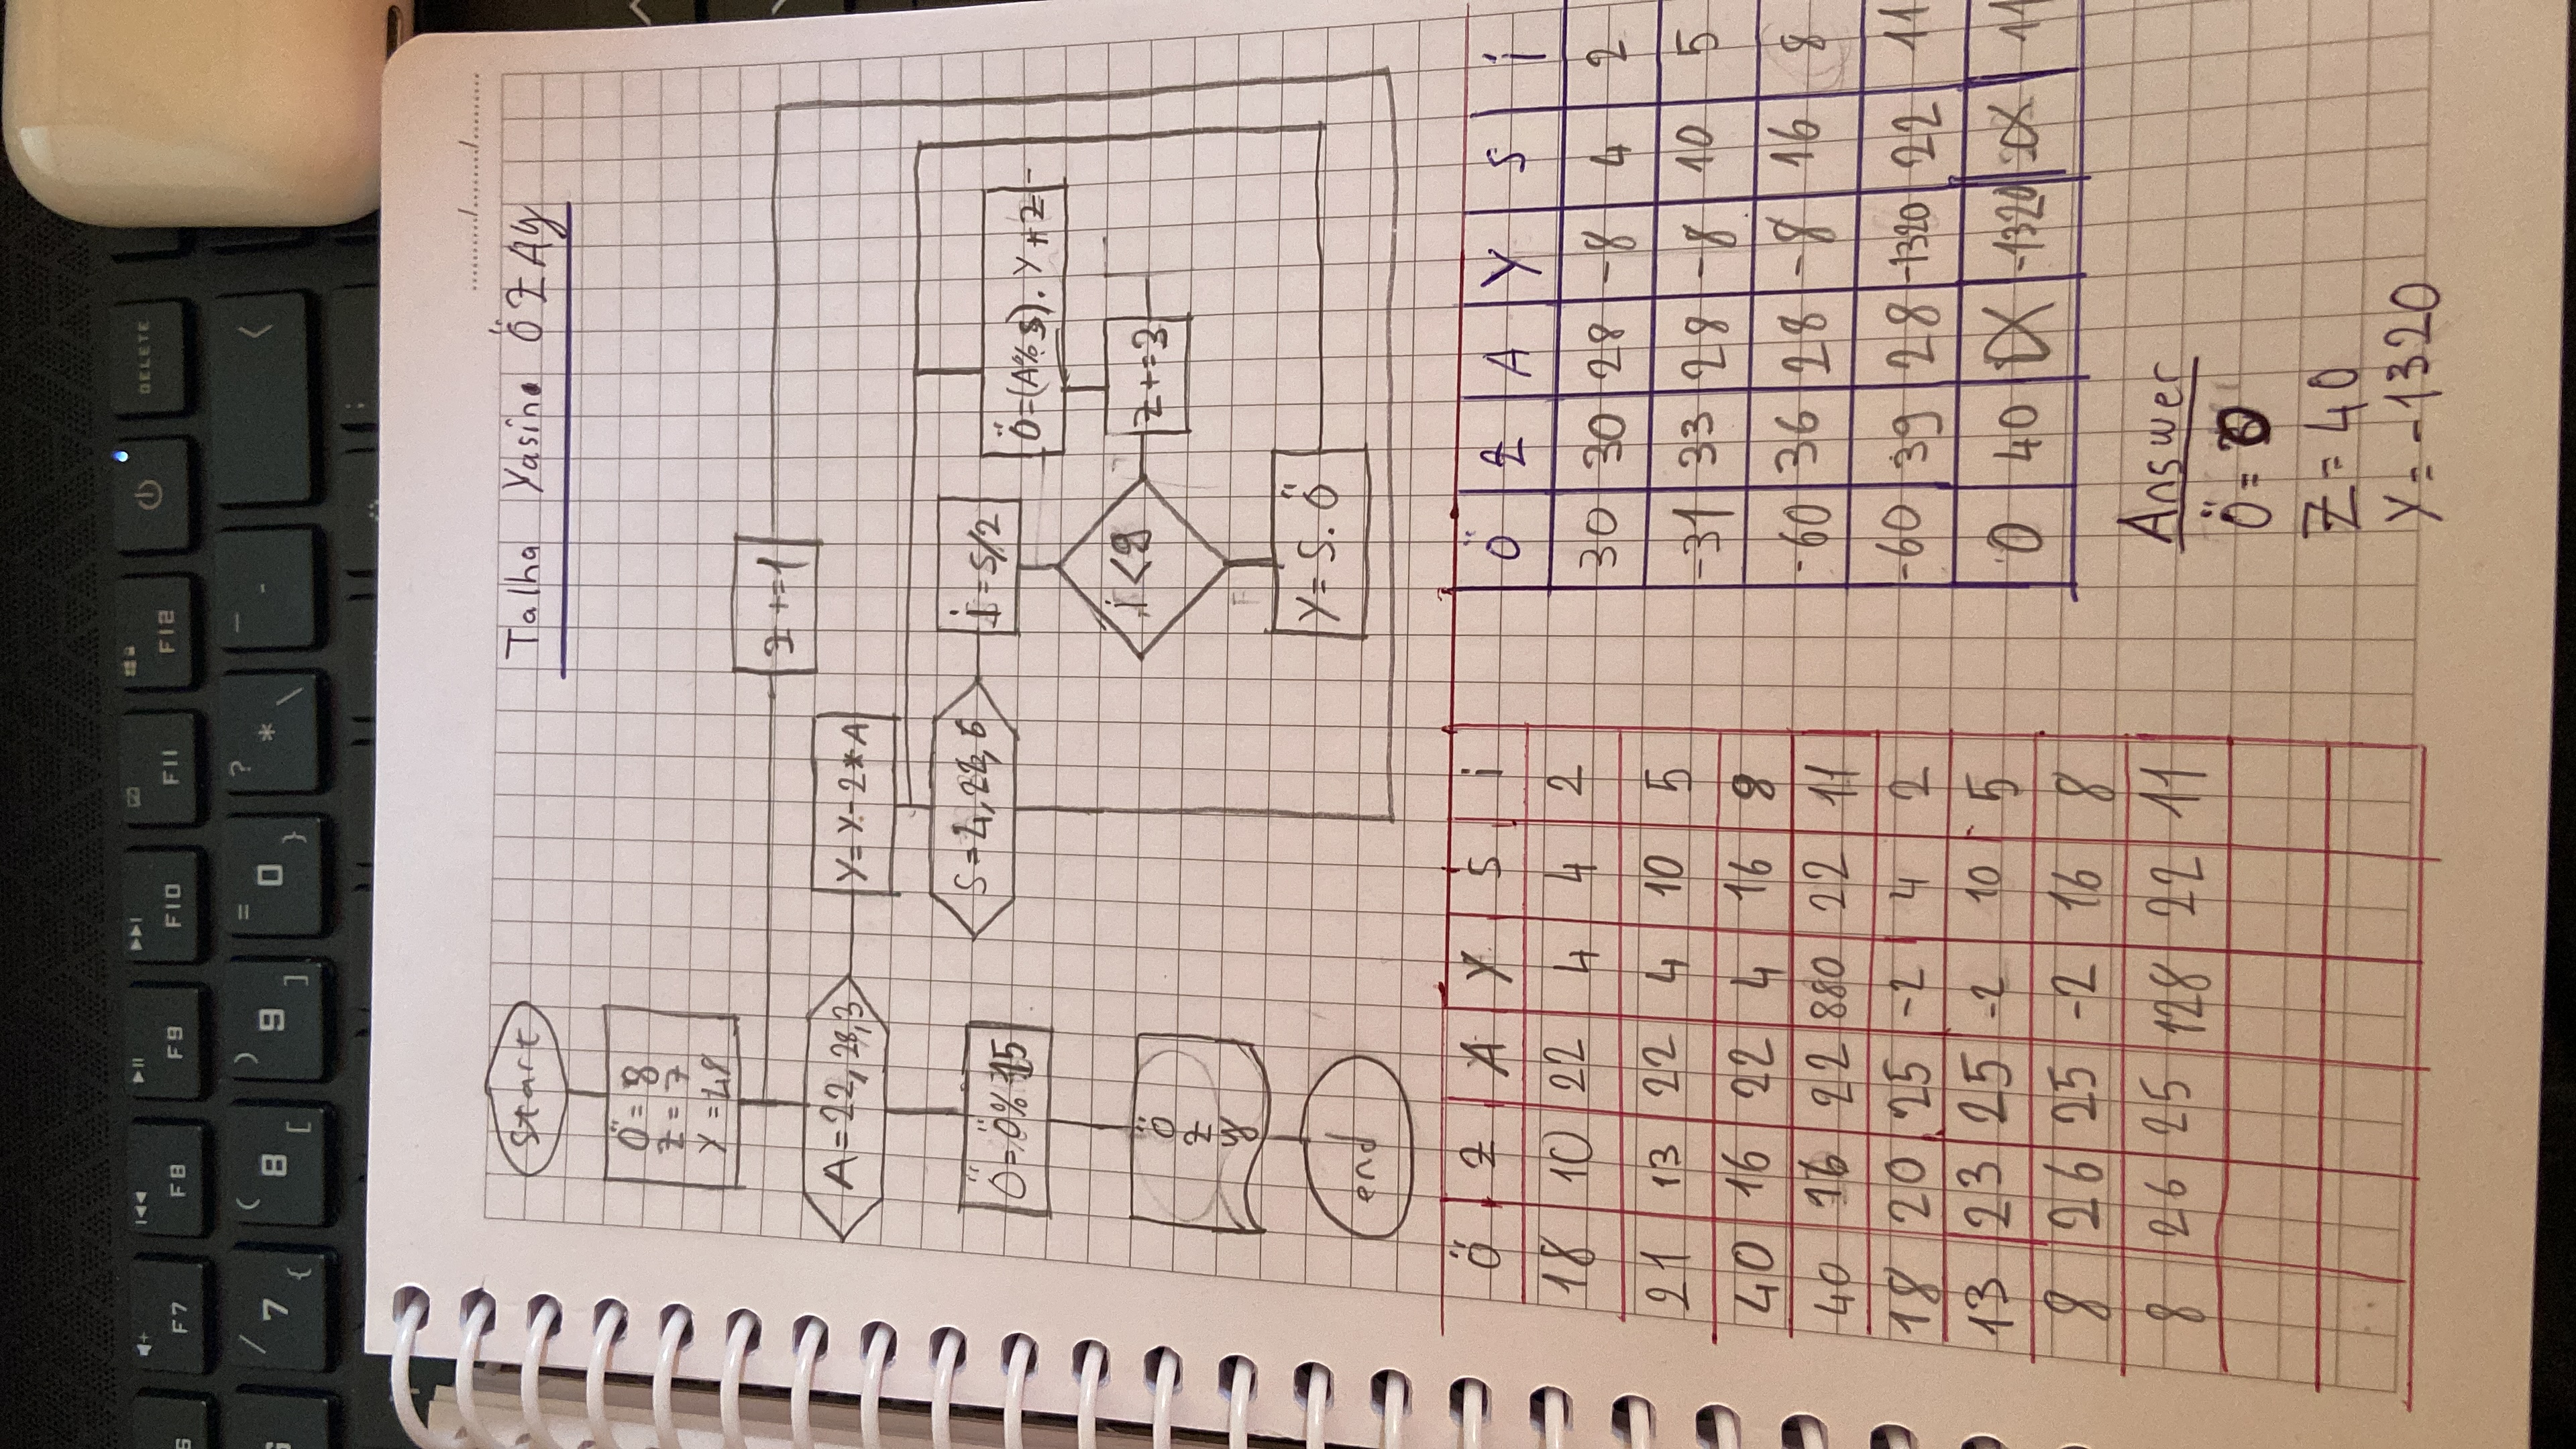 F7 F8 F9 F10 F11 F12 DELETE
/ 7 { ( 8 [ ) 9 ] = 0 } ? * \ - - <
Talha Yasin ÖZAY
start
Ö = 8
Z = 7
Y = 48
Z +=1
A = 22, 28, 3
Y = Y - 2 * A
S = 4, 22, 6
i = S/2
Ö = Ö % 15
Ö = (A % S) . Y + Z
i < 9
Z += 3
F
Ö
Z
Y
Y = S . Ö
end
Ö Z A Y S i
18 10 22 4 4 2
21 13 22 4 10 5
40 16 22 4 16 8
40 16 22 880 22 11
18 20 25 -2 4 2
13 23 25 -2 10 5
8 26 25 -2 16 8
8 26 25 128 22 11
Ö Z A Y S i
30 30 28 -8 4 2
-31 33 28 -8 10 5
-60 36 28 -8 16 8
-60 39 28 -1320 22 11
0 40 -1320 11
Answer
Ö = 0
Z = 40
Y = -1320